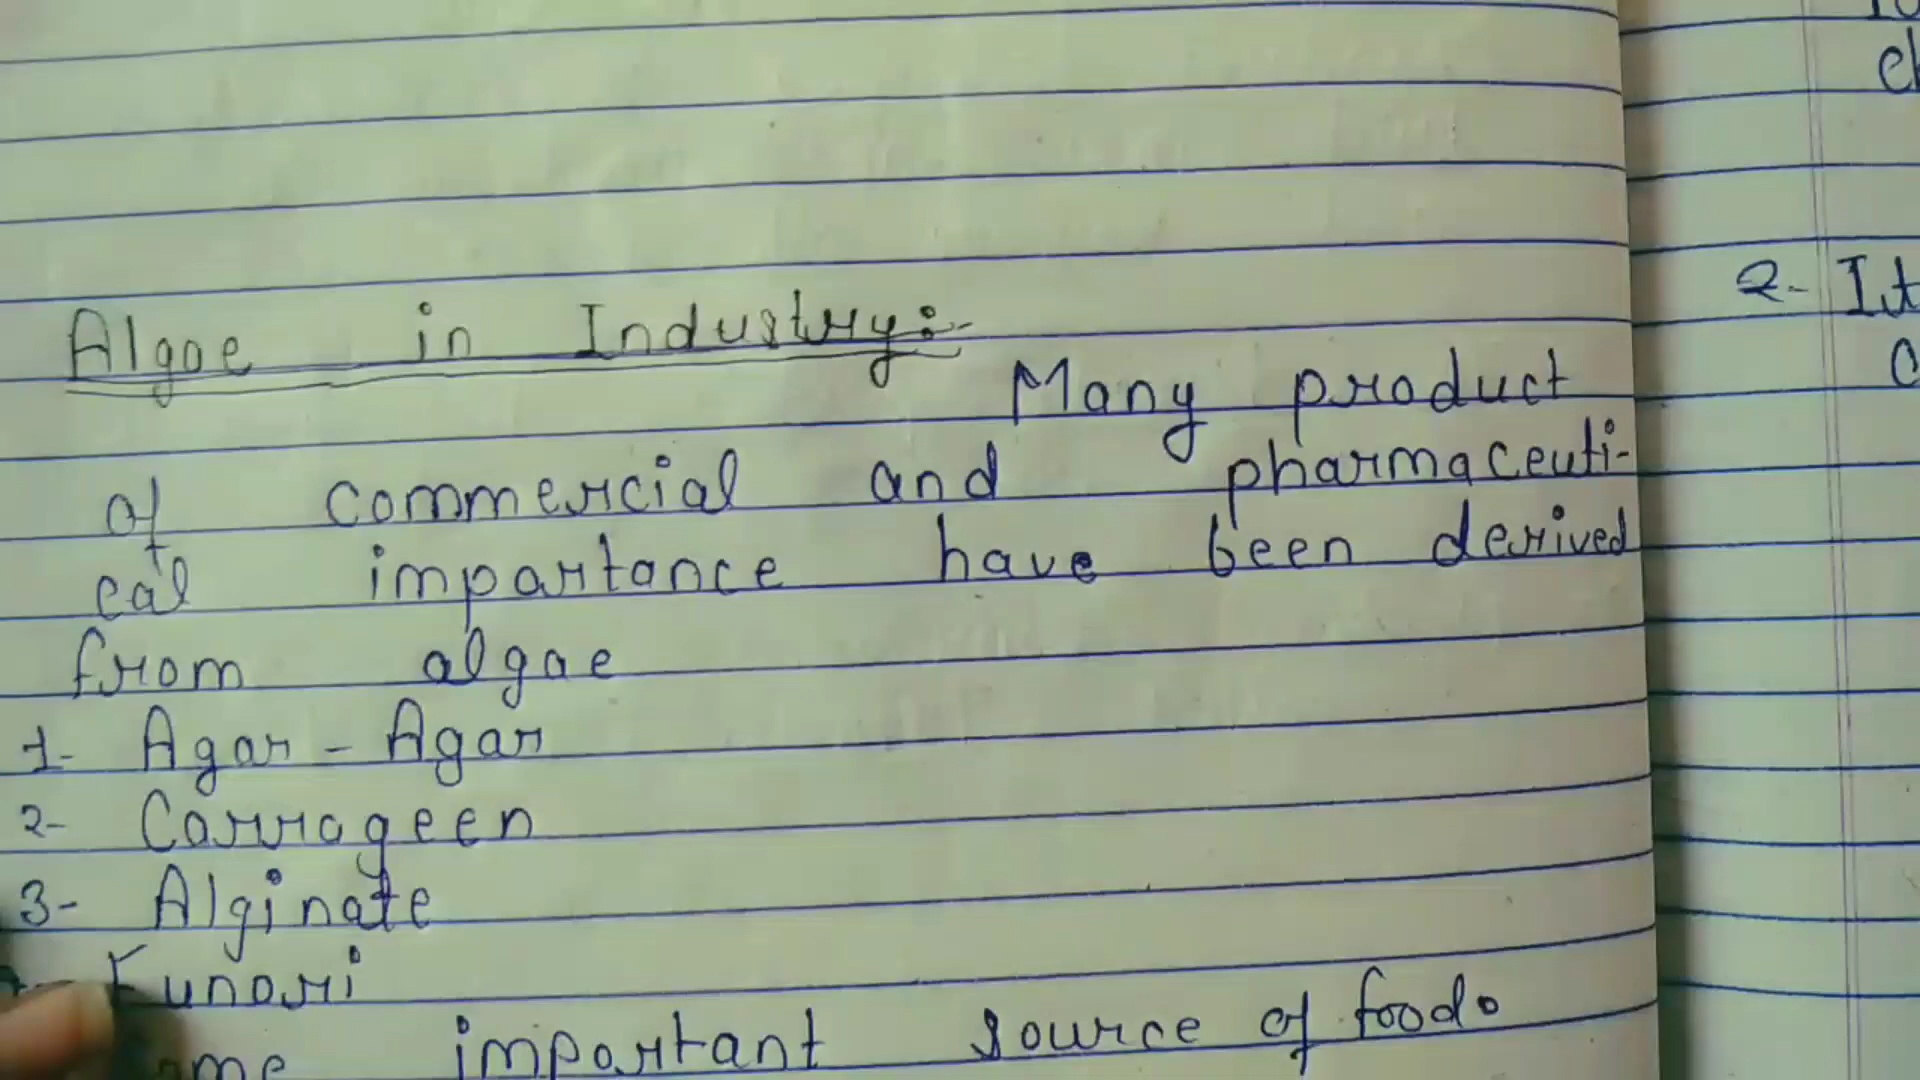 Algae in Industry:-
Many product
of commercial and pharmaceuti-
cal importance have been derived
from algae
1- Agar - Agar
2- Carrageen
3- Alginate
Funori
important source of food.
2- It